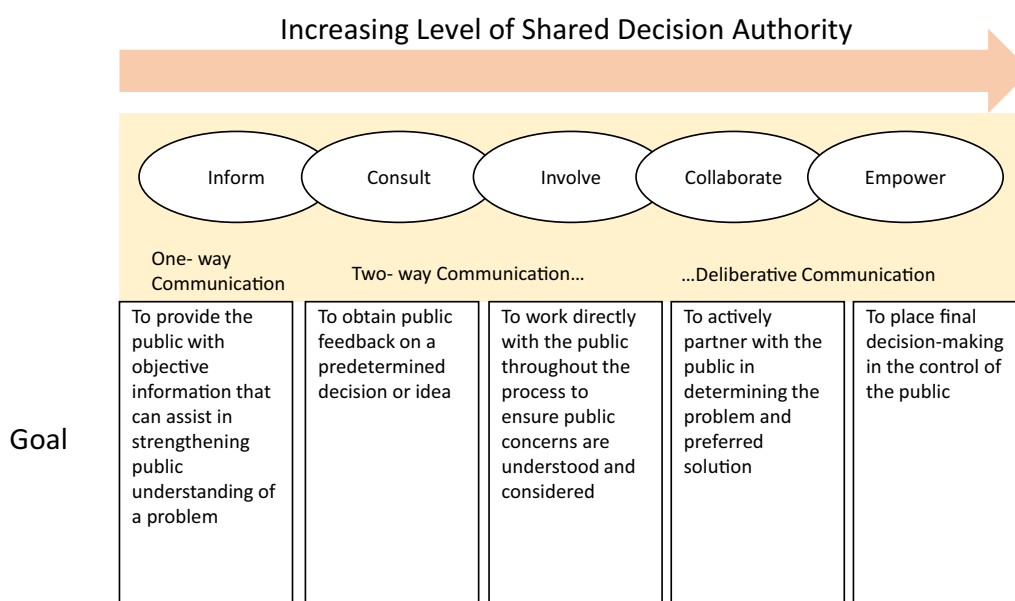 Increasing Level of Shared Decision Authority
Inform
Consult
Involve
Collaborate
Empower
One- way
Communication
Two- way Communication...
...Deliberative Communication
Goal
To provide the
public with
objective
information that
can assist in
strengthening
public
understanding of
a problem
To obtain public
feedback on a
predetermined
decision or idea
To work directly
with the public
throughout the
process to
ensure public
concerns are
understood and
considered
To actively
partner with the
public in
determining the
problem and
preferred
solution
To place final
decision-making
in the control of
the public